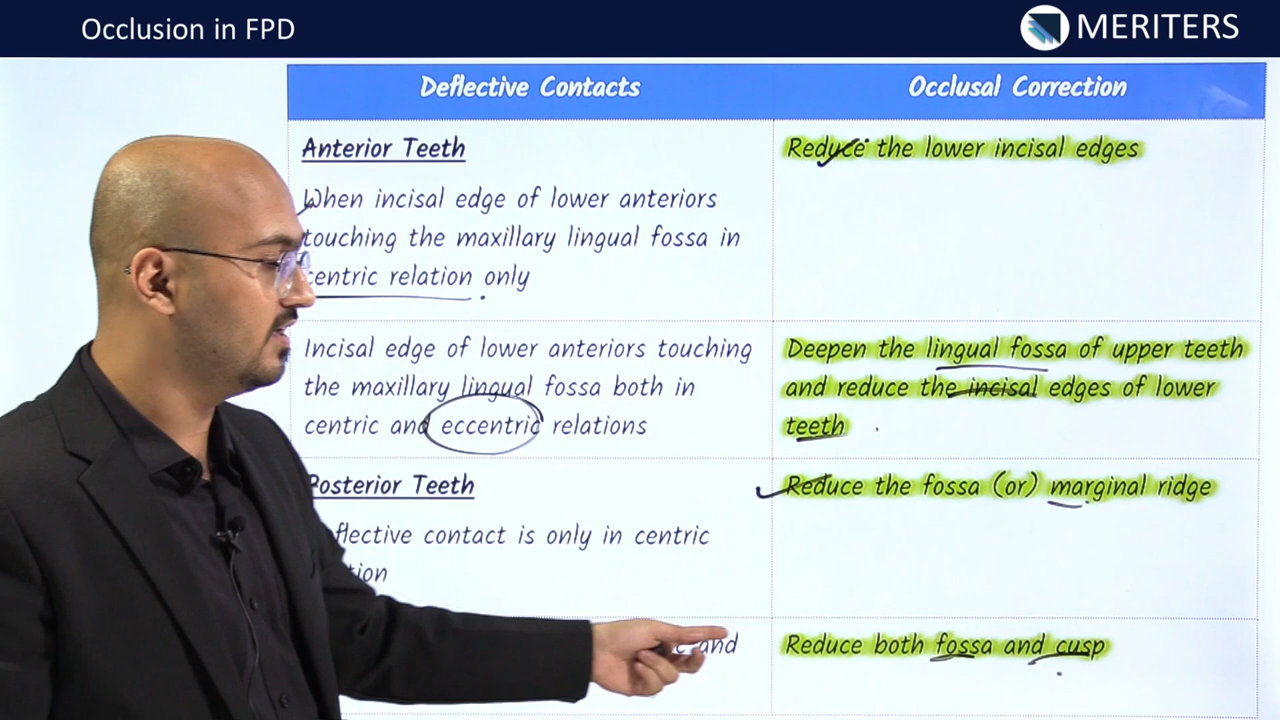 Occlusion in FPD
MERITERS
Deflective Contacts
Occlusal Correction
Anterior Teeth
When incisal edge of lower anteriors
touching the maxillary lingual fossa in
centric relation only
Reduce the lower incisal edges
Incisal edge of lower anteriors touching
the maxillary lingual fossa both in
centric and eccentric relations
Deepen the lingual fossa of upper teeth
and reduce the incisal edges of lower
teeth
Posterior Teeth
contact is only in centric
Reduce the fossa (or) marginal ridge
and
Reduce both fossa and cusp